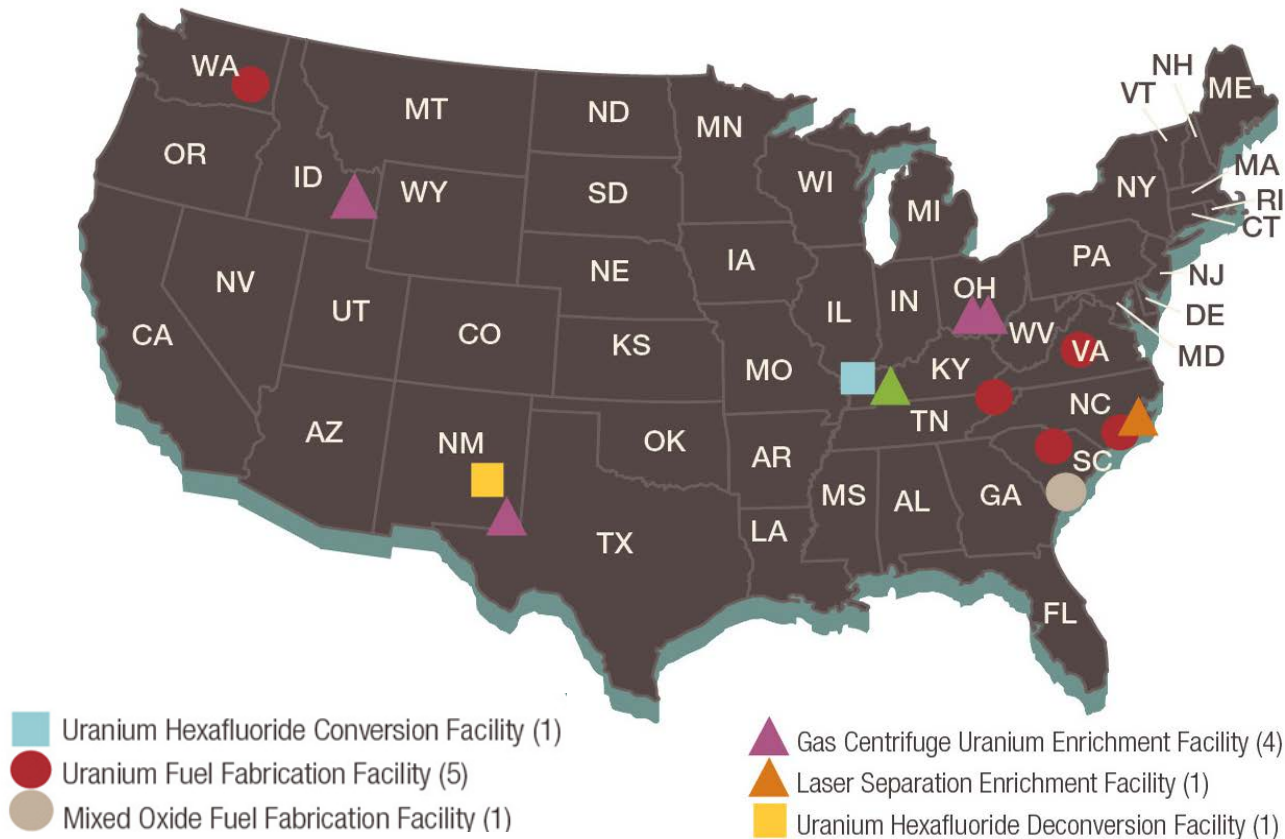 NH
VT
ME
WA
MT
ND
MN
OR
ID
WY
SD
WI
MI
NY
MA
RI
CT
NV
UT
CO
NE
IA
IL
IN
OH
PA
NJ
DE
MD
CA
KS
MO
KY
WV
VA
AZ
NM
OK
AR
TN
NC
SC
TX
LA
MS
AL
GA
FL
Uranium Hexafluoride Conversion Facility (1)
Uranium Fuel Fabrication Facility (5)
Mixed Oxide Fuel Fabrication Facility (1)
Gas Centrifuge Uranium Enrichment Facility (4)
Laser Separation Enrichment Facility (1)
Uranium Hexafluoride Deconversion Facility (1)